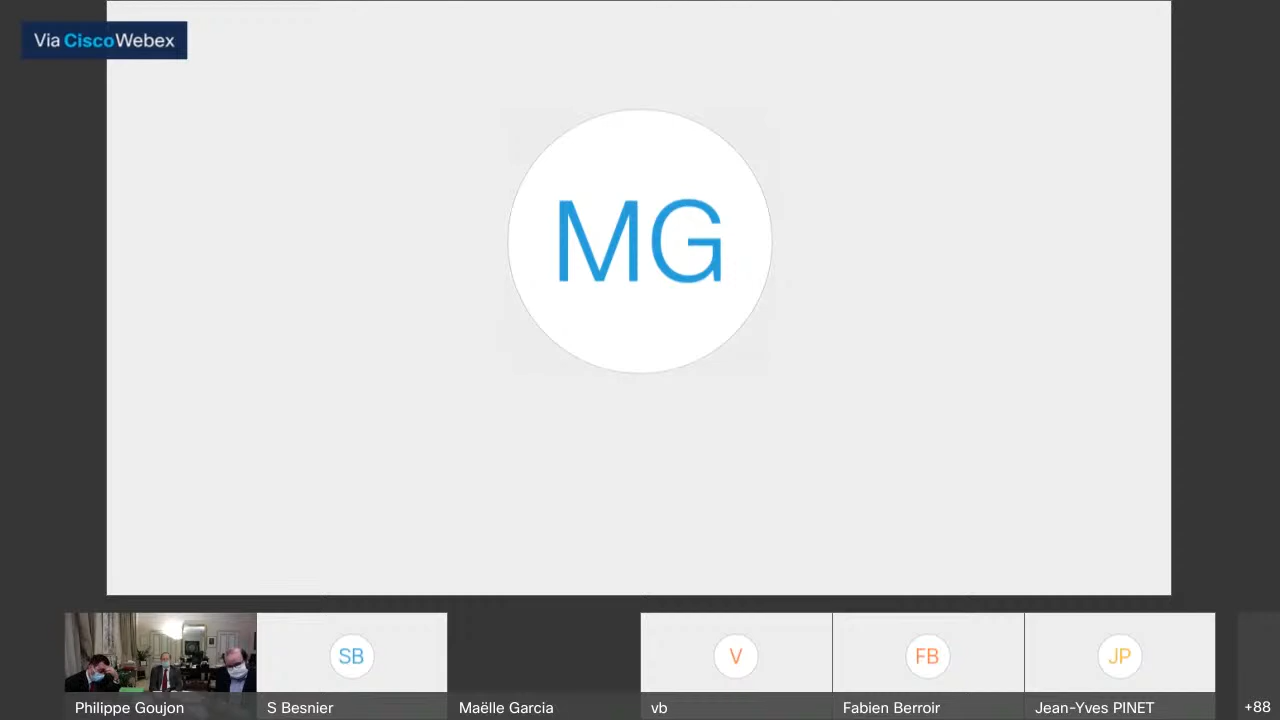 Via CiscoWebex
MG
SB
V
FB
JP
Philippe Goujon
S Besnier
Maëlle Garcia
vb
Fabien Berroir
Jean-Yves PINET
+88